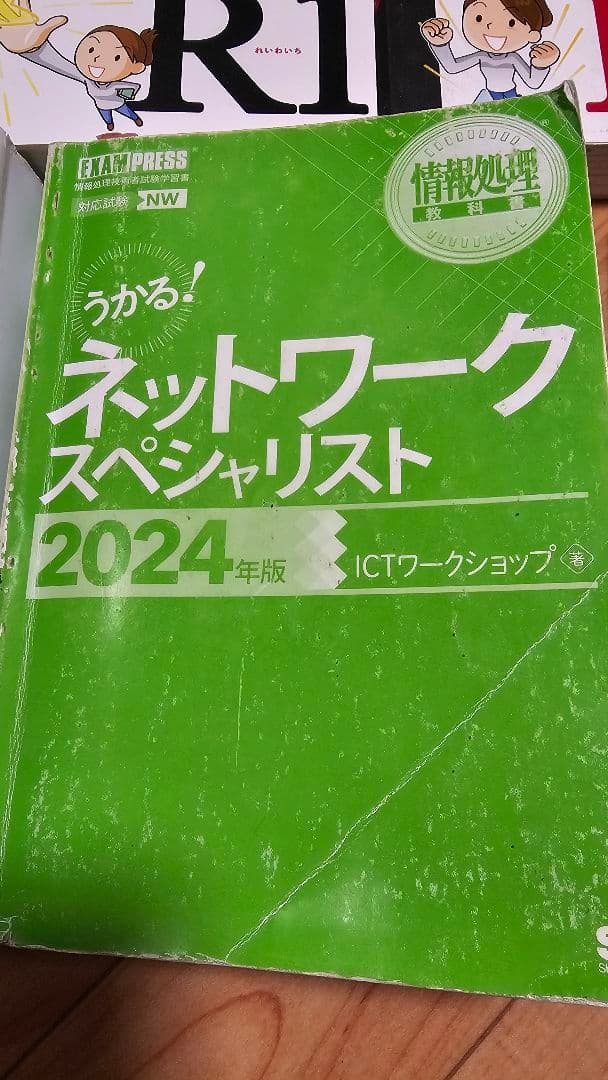 R1
れいわいち
EXAMPRESS
情報処理技術者試験学習書
対応試験 NW
情報処理
教科書
うかる!
ネットワーク
スペシャリスト
2024年版
ICTワークショップ 著